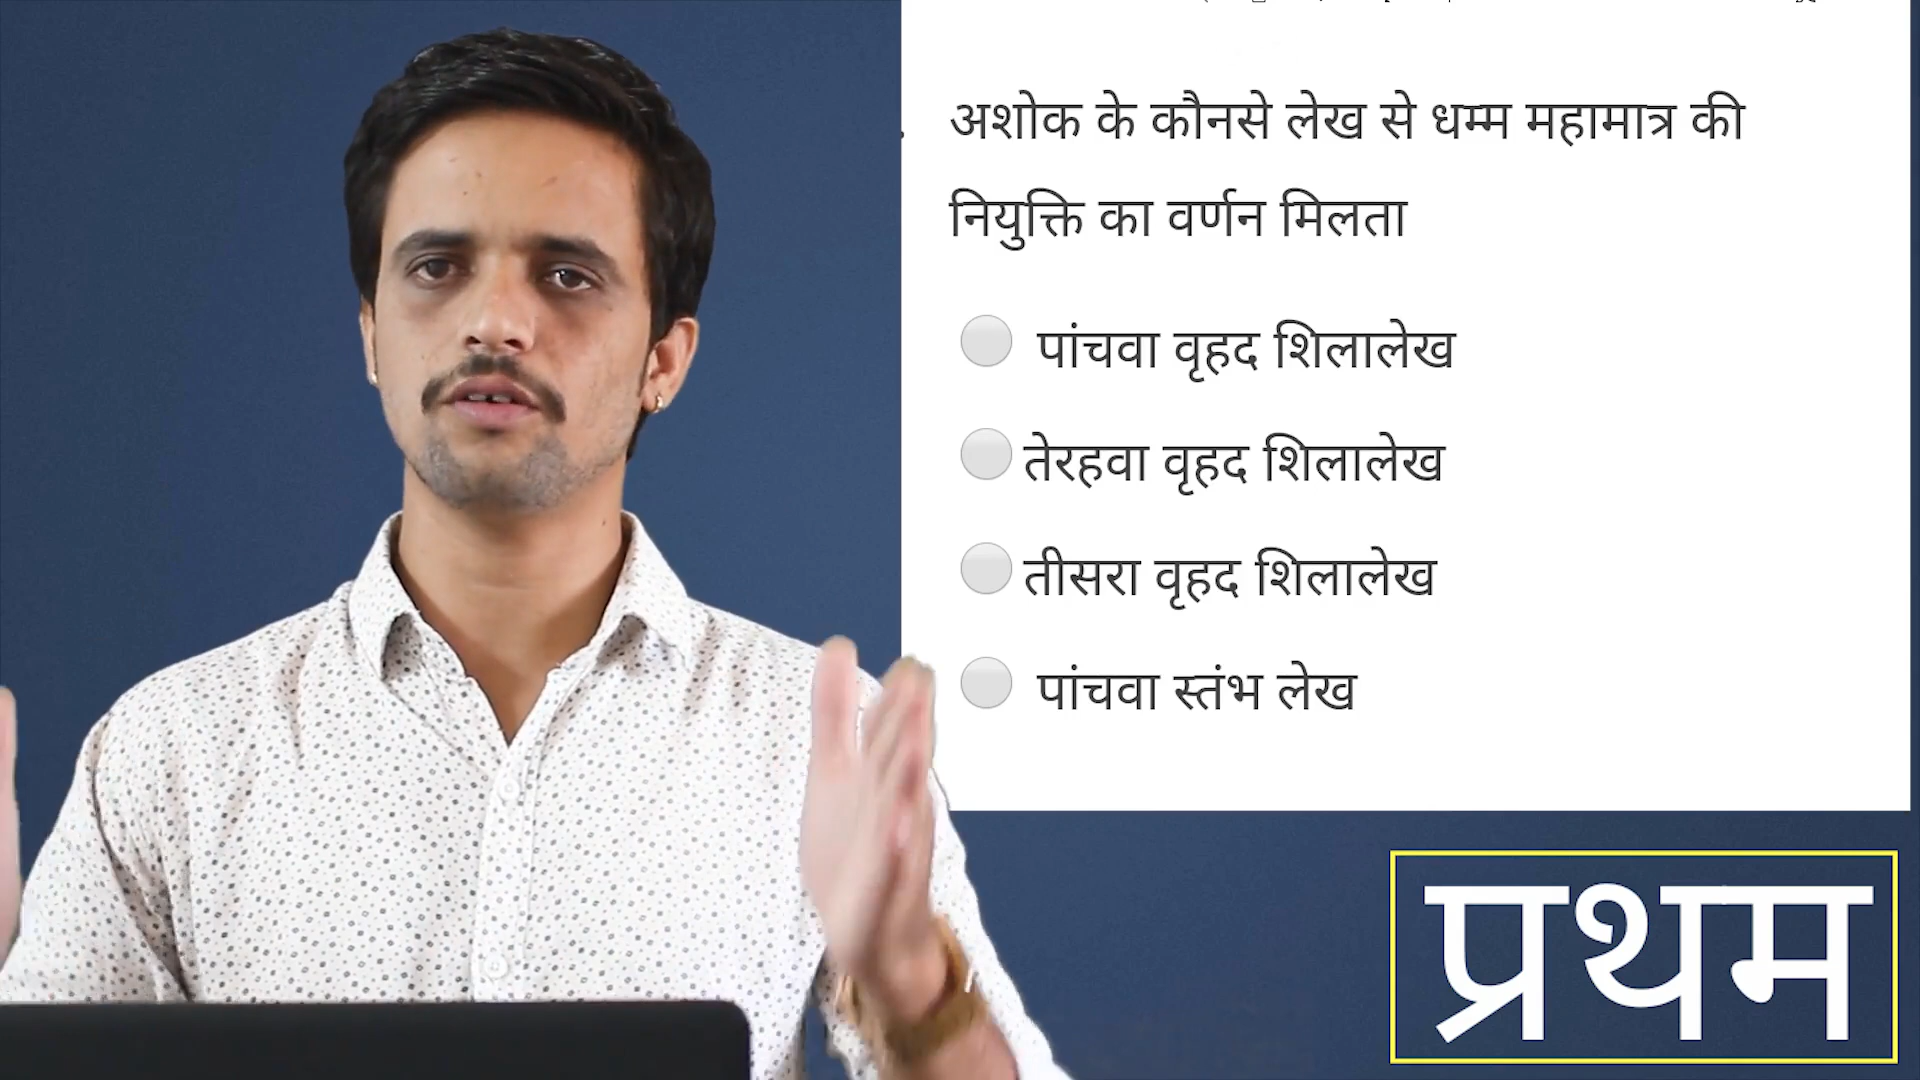 अशोक के कौनसे लेख से धम्म महामात्र की
नियुक्ति का वर्णन मिलता
पांचवा वृहद शिलालेख
तेरहवा वृहद शिलालेख
तीसरा वृहद शिलालेख
पांचवा स्तंभ लेख
प्रथम